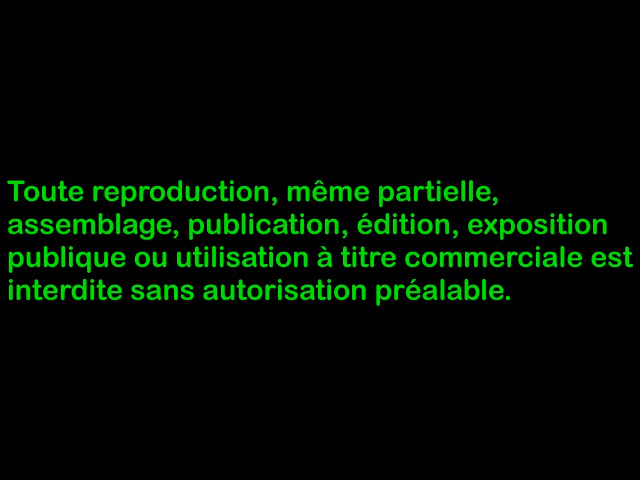 Toute reproduction, même partielle,
assemblage, publication, édition, exposition
publique ou utilisation à titre commerciale est
interdite sans autorisation préalable.